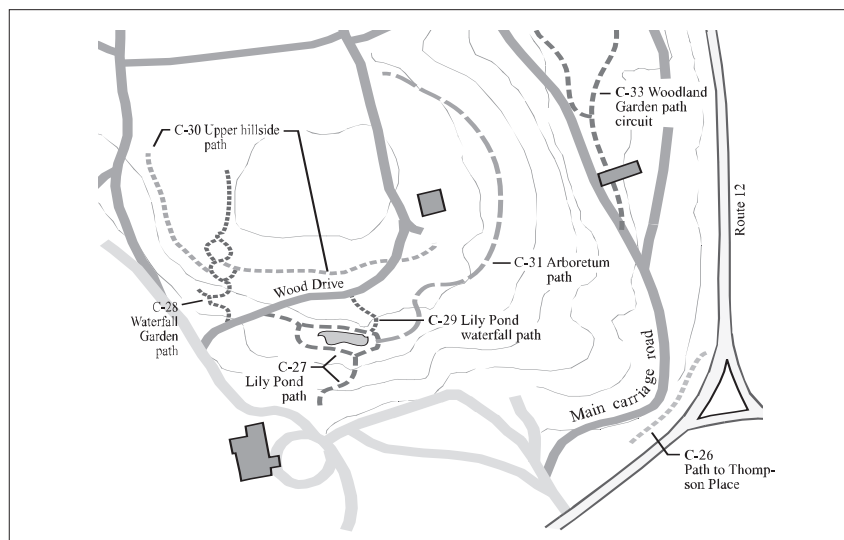 C-33 Woodland
Garden path
circuit
C-30 Upper hillside
path
Route 12
C-31 Arboretum
path
Wood Drive
C-28
Waterfall
Garden
path
C-29 Lily Pond
waterfall path
C-27
Lily Pond
path
Main carriage road
C-26
Path to Thomp-
son Place